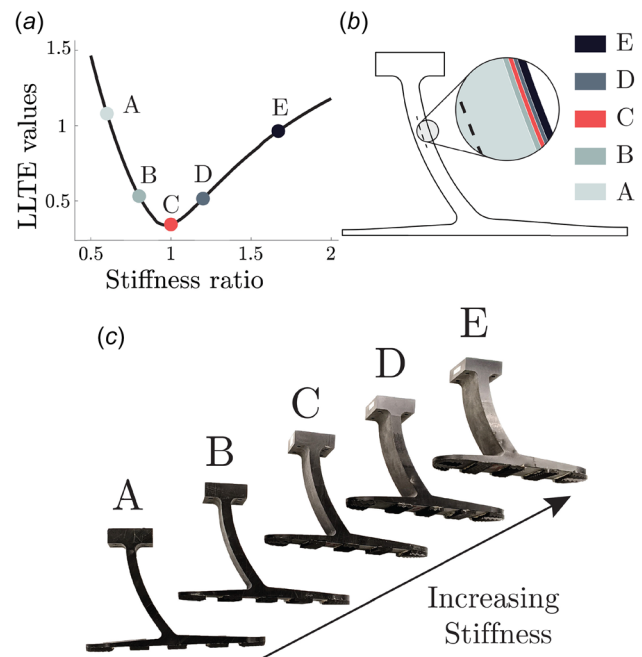 (a)
1.5
1
0.5
LLTE values
A
B
C
D
E
0.5
1
1.5
2
Stiffness ratio
(b)
E
D
C
B
A
(c)
A
B
C
D
E
Increasing
Stiffness